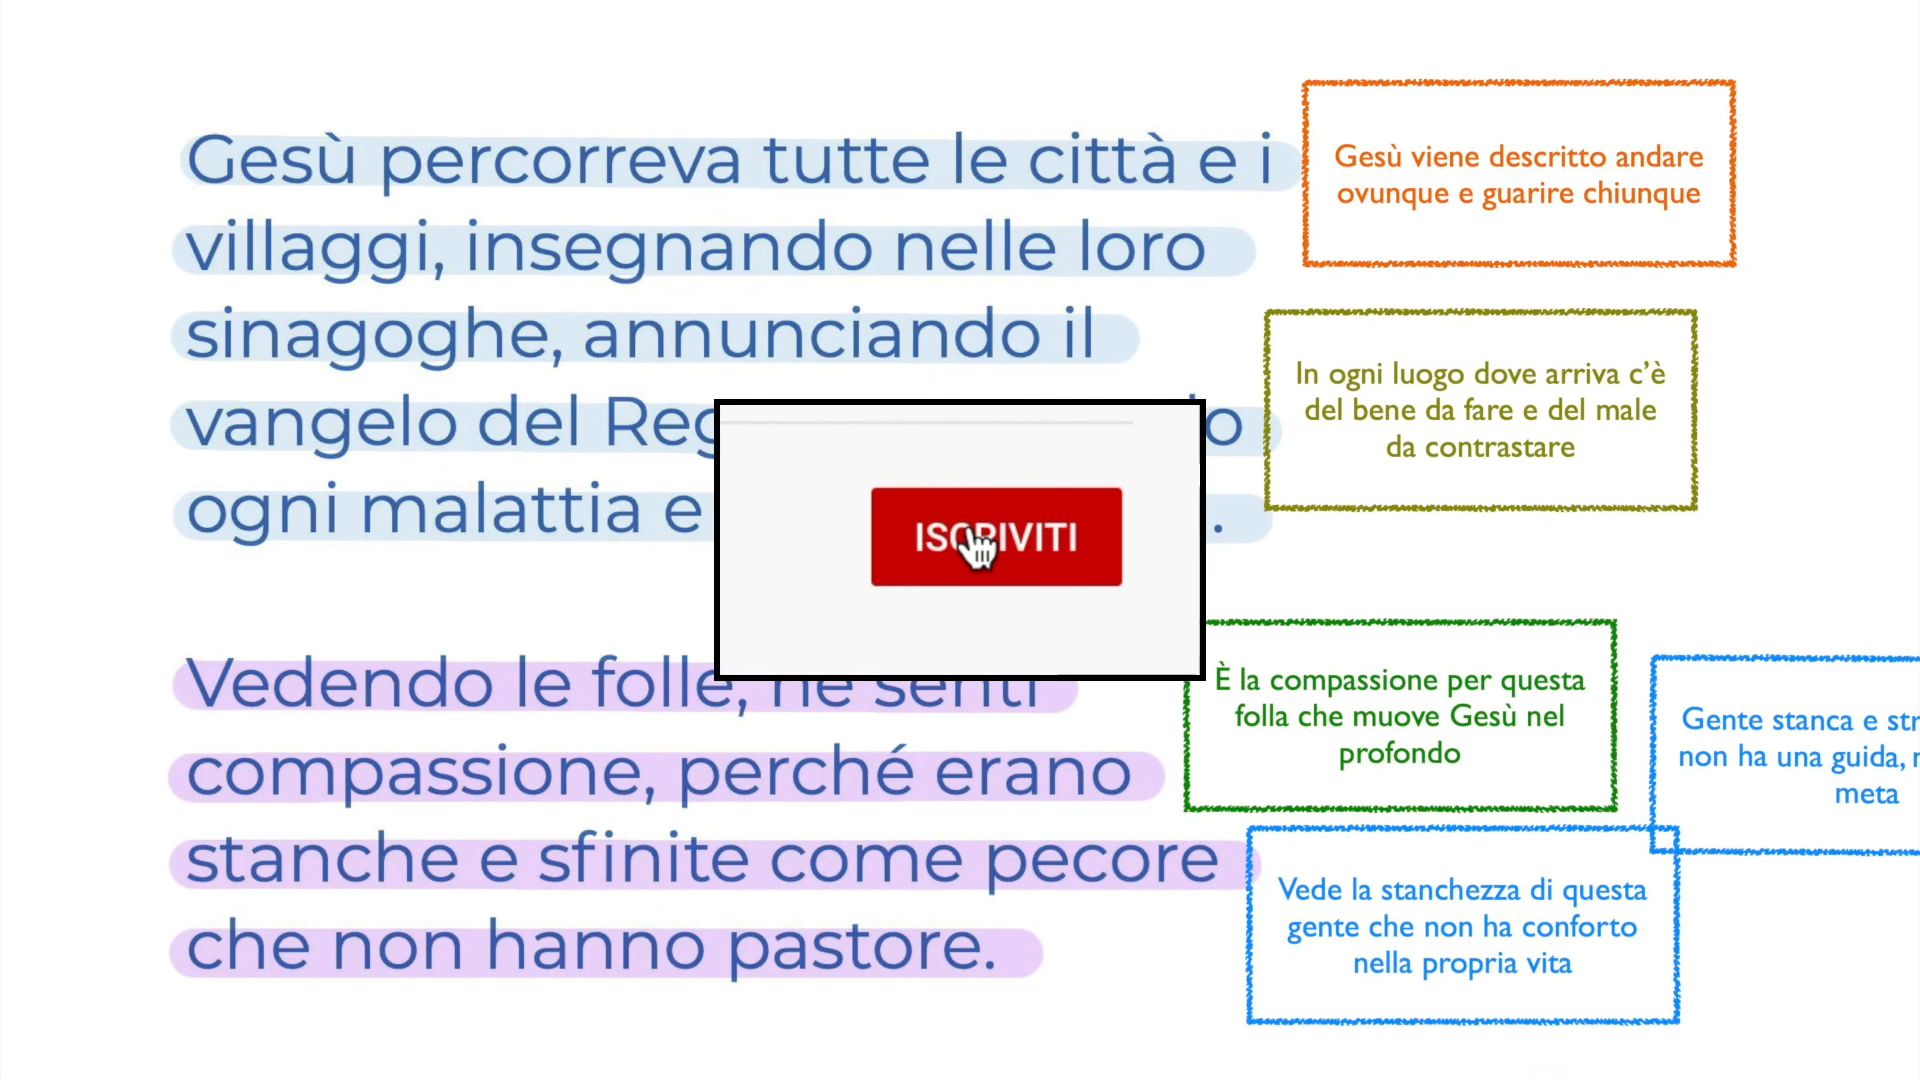 Gesù percorreva tutte le città e i
villaggi, insegnando nelle loro
sinagoghe, annunciando il
vangelo del
ogni malattia e
Vedendo le folle, ne sentì
compassione, perché erano
stanche e sfinite come pecore
che non hanno pastore.
Gesù viene descritto andare
ovunque e guarire chiunque
In ogni luogo dove arriva c’è
del bene da fare e del male
da contrastare
ISCRIVITI
È la compassione per questa
folla che muove Gesù nel
profondo
Gente stanca e
non ha una guida,
meta
Vede la stanchezza di questa
gente che non ha conforto
nella propria vita